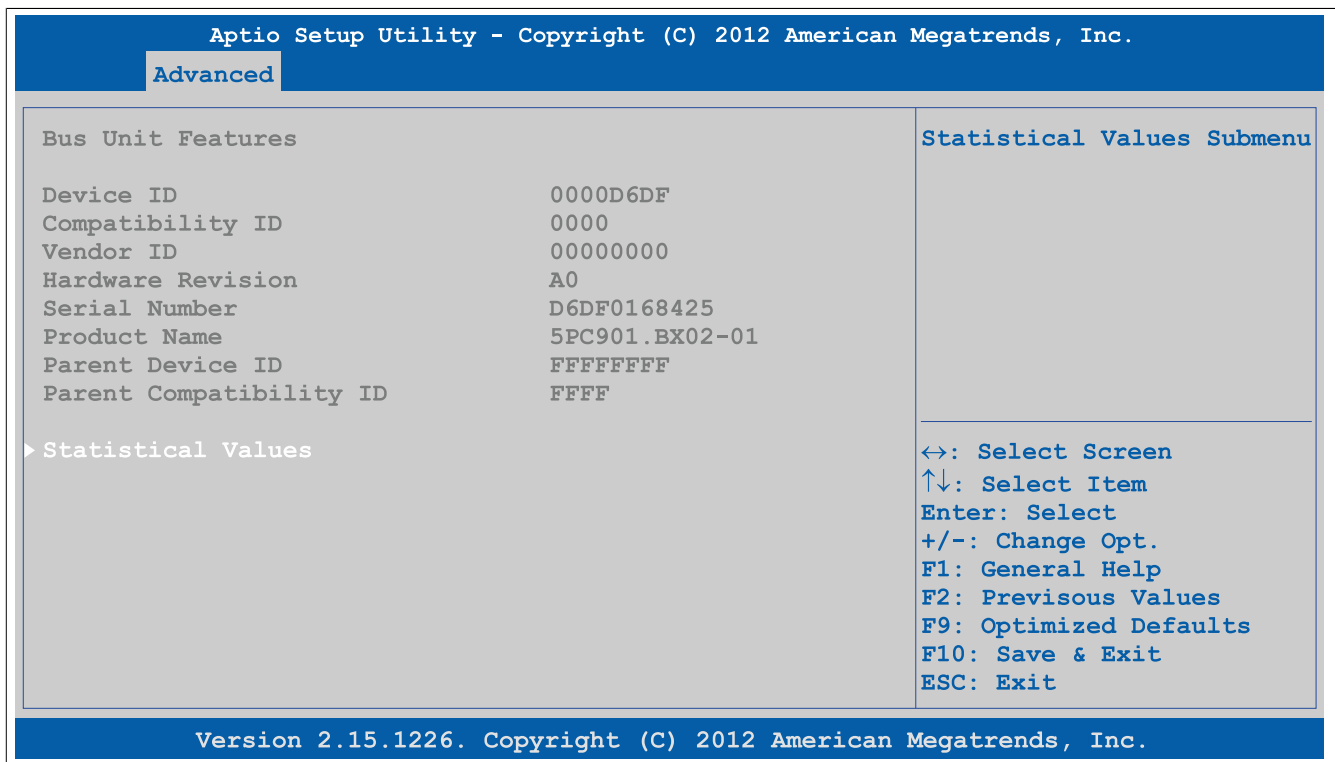 Aptio Setup Utility - Copyright (C) 2012 American Megatrends, Inc.
Advanced
Bus Unit Features
Device ID 0000D6DF
Compatibility ID 0000
Vendor ID 00000000
Hardware Revision A0
Serial Number D6DF0168425
Product Name 5PC901.BX02-01
Parent Device ID FFFFFFFF
Parent Compatibility ID FFFF
Statistical Values
Statistical Values Submenu
↔: Select Screen
↑↓: Select Item
Enter: Select
+/-: Change Opt.
F1: General Help
F2: Previsous Values
F9: Optimized Defaults
F10: Save & Exit
ESC: Exit
Version 2.15.1226. Copyright (C) 2012 American Megatrends, Inc.